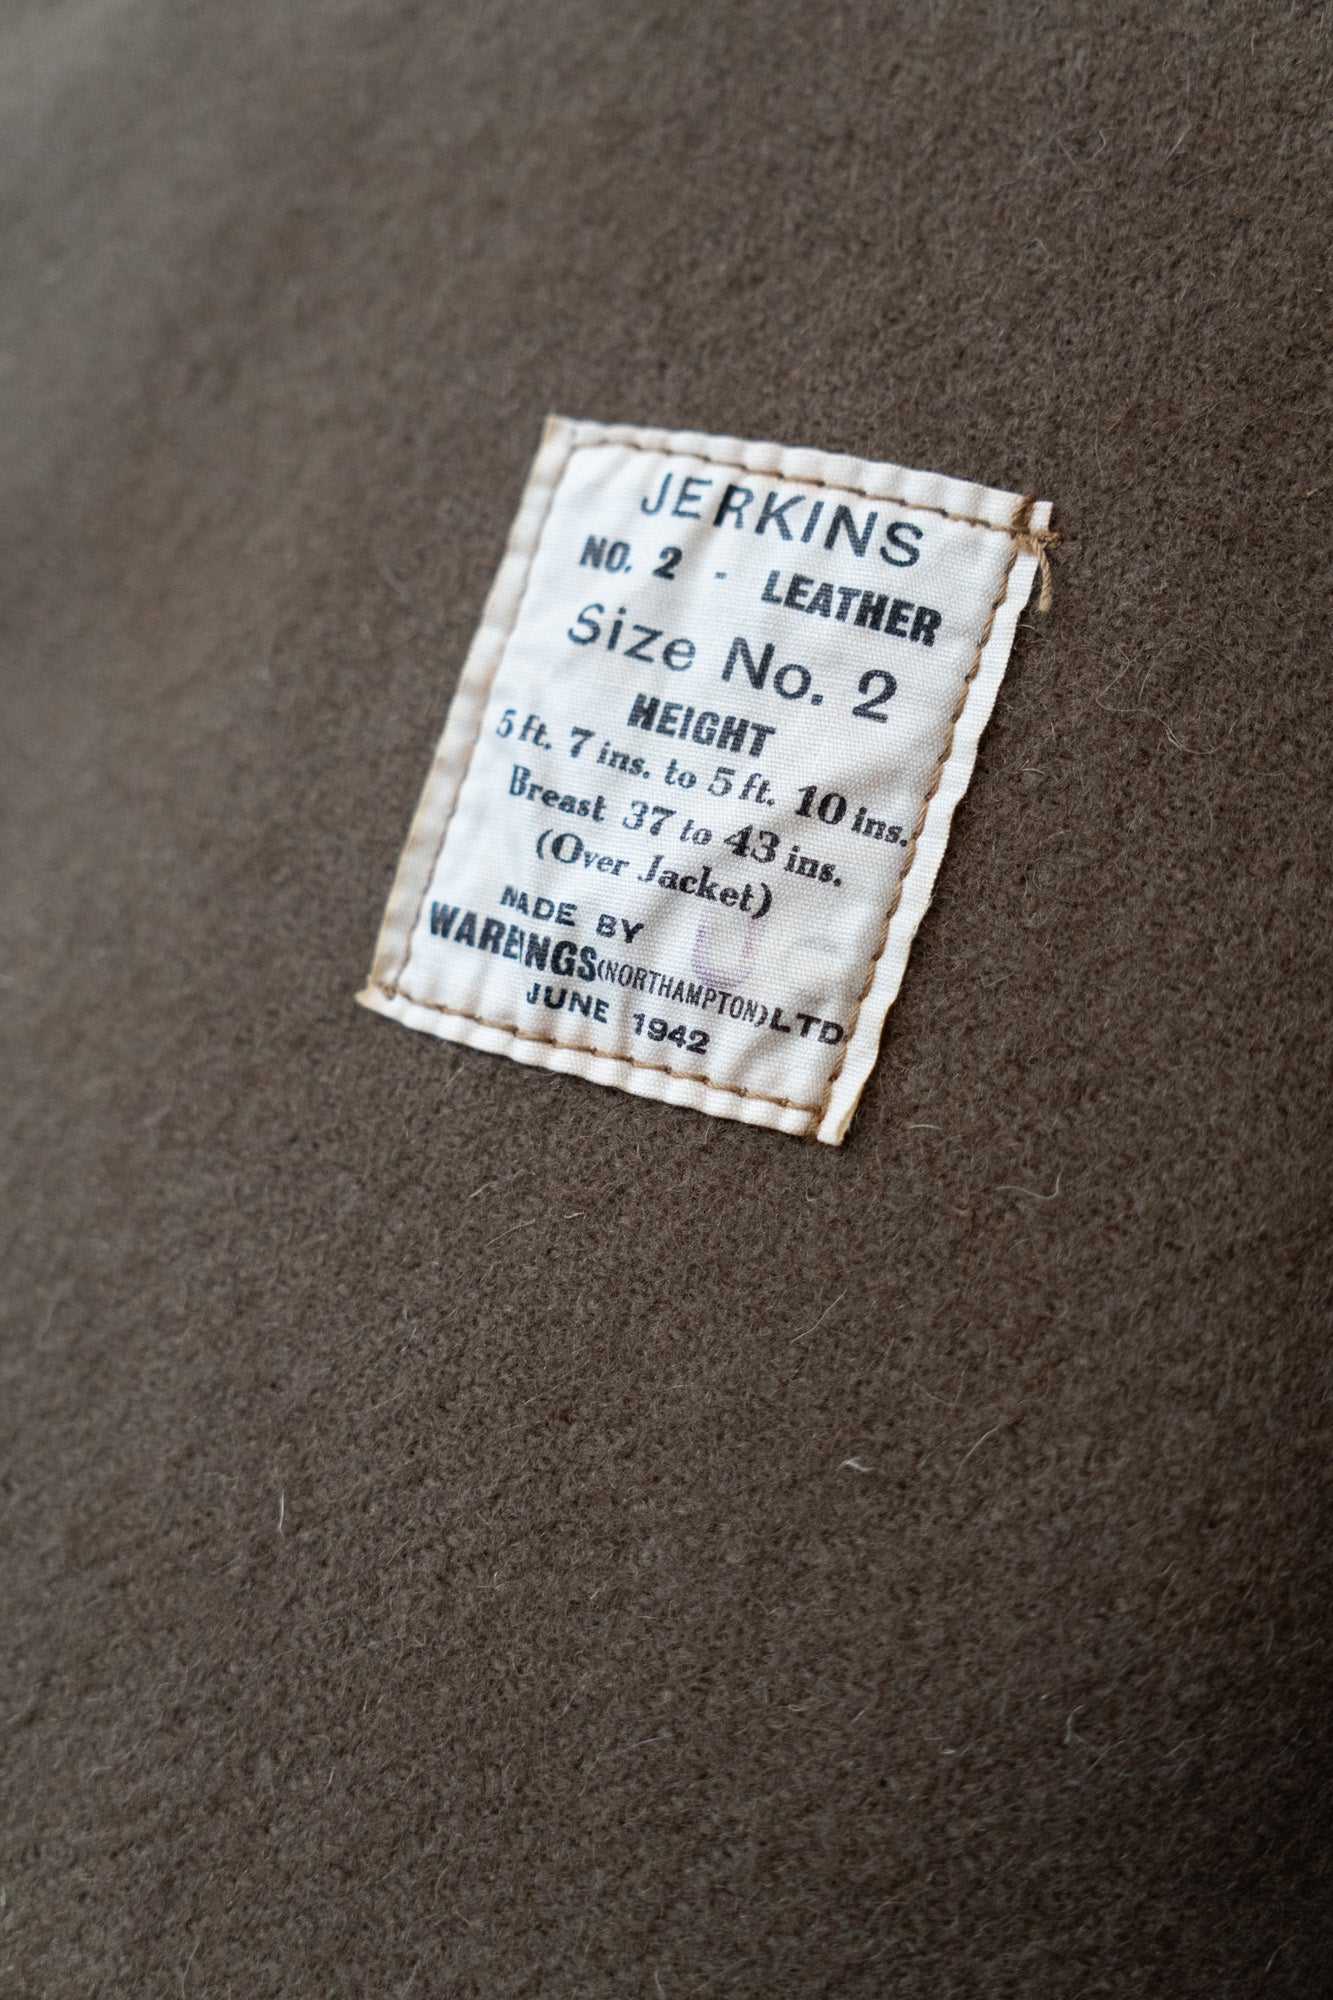 JERKINS
NO. 2 - LEATHER
Size No. 2
HEIGHT
5 ft. 7 ins. to 5 ft. 10 ins.
Breast 37 to 43 ins.
(Over Jacket)
MADE BY
WAREINGS (NORTHAMPTON) LTD
JUNE 1942